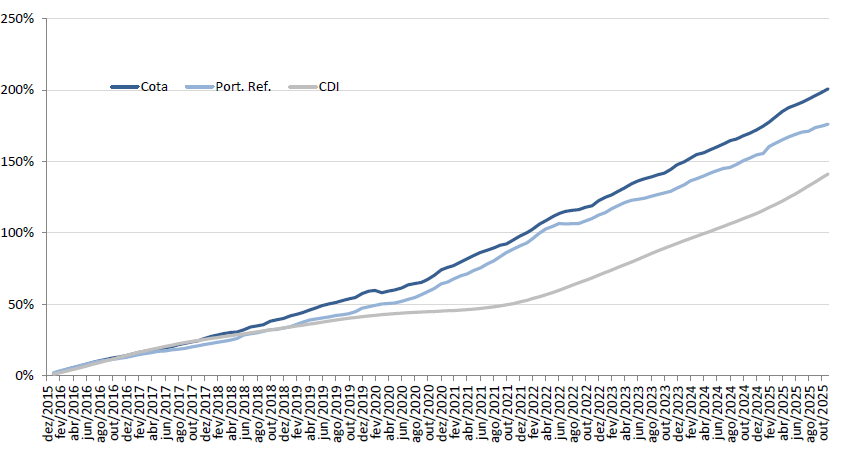 250%
200%
150%
100%
50%
0%
Cota Port. Ref. CDI
dez/2015
fev/2016
abr/2016
jun/2016
ago/2016
out/2016
dez/2016
fev/2017
abr/2017
jun/2017
ago/2017
out/2017
dez/2017
fev/2018
abr/2018
jun/2018
ago/2018
out/2018
dez/2018
fev/2019
abr/2019
jun/2019
ago/2019
out/2019
dez/2019
fev/2020
abr/2020
jun/2020
ago/2020
out/2020
dez/2020
fev/2021
abr/2021
jun/2021
ago/2021
out/2021
dez/2021
fev/2022
abr/2022
jun/2022
ago/2022
out/2022
dez/2022
fev/2023
abr/2023
jun/2023
ago/2023
out/2023
dez/2023
fev/2024
abr/2024
jun/2024
ago/2024
out/2024
dez/2024
fev/2025
abr/2025
jun/2025
ago/2025
out/2025